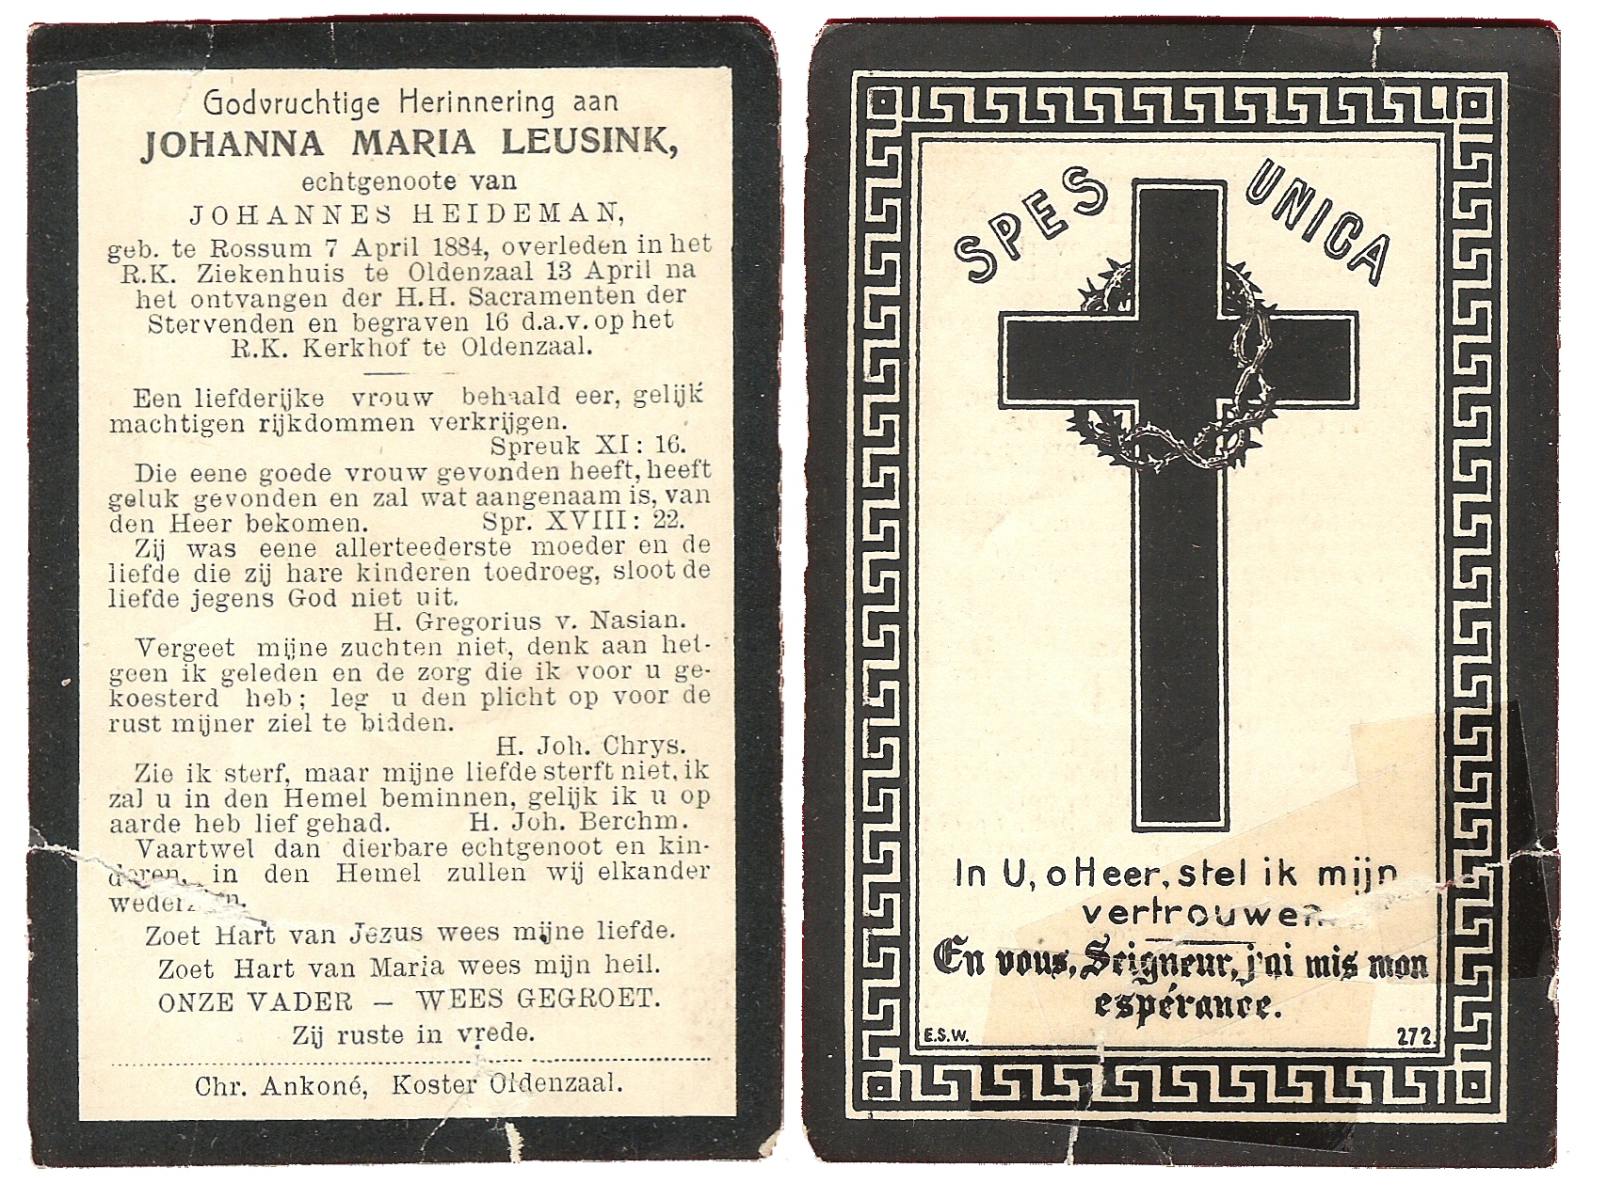 Godvruchtige Herinnering aan
JOHANNA MARIA LEUSINK,
echtgenoote van
JOHANNES HEIDEMAN,
geb. te Rossum 7 April 1884, overleden in het
R.K. Ziekenhuis te Oldenzaal 13 April na
het ontvangen der H.H. Sacramenten der
Stervenden en begraven 16 d.a.v. op het
R.K. Kerkhof te Oldenzaal.
Een liefderijke vrouw behaald eer, gelijk
machtigen rijkdommen verkrijgen.
Spreuk XI: 16.
Die eene goede vrouw gevonden heeft, heeft
geluk gevonden en zal wat aangenaam is, van
den Heer bekomen. Spr. XVIII: 22.
Zij was eene allerteederste moeder en de
liefde die zij hare kinderen toedroeg, sloot de
liefde jegens God niet uit.
H. Gregorius v. Nasian.
Vergeet mijne zuchten niet, denk aan het-
geen ik geleden en de zorg die ik voor u ge-
koesterd heb; leg u den plicht op voor de
rust mijner ziel te bidden.
H. Joh. Chrys.
Zie ik sterf, maar mijne liefde sterft niet, ik
zal u in den Hemel beminnen, gelijk ik u op
aarde heb lief gehad. H. Joh. Berchm.
Vaartwel dan dierbare echtgenoot en kin-
deren, in den Hemel zullen wij elkander
Zoet Hart van Jezus wees mijne liefde.
Zoet Hart van Maria wees mijn heil.
ONZE VADER – WEES GEGROET.
Zij ruste in vrede.
Chr. Ankoné, Koster Oldenzaal.
SPES UNICA
In U, o Heer, stel ik mijn
vertrouwen.
En vous, Seigneur, j'ai mis mon
espérance.
E.S.W. 272.